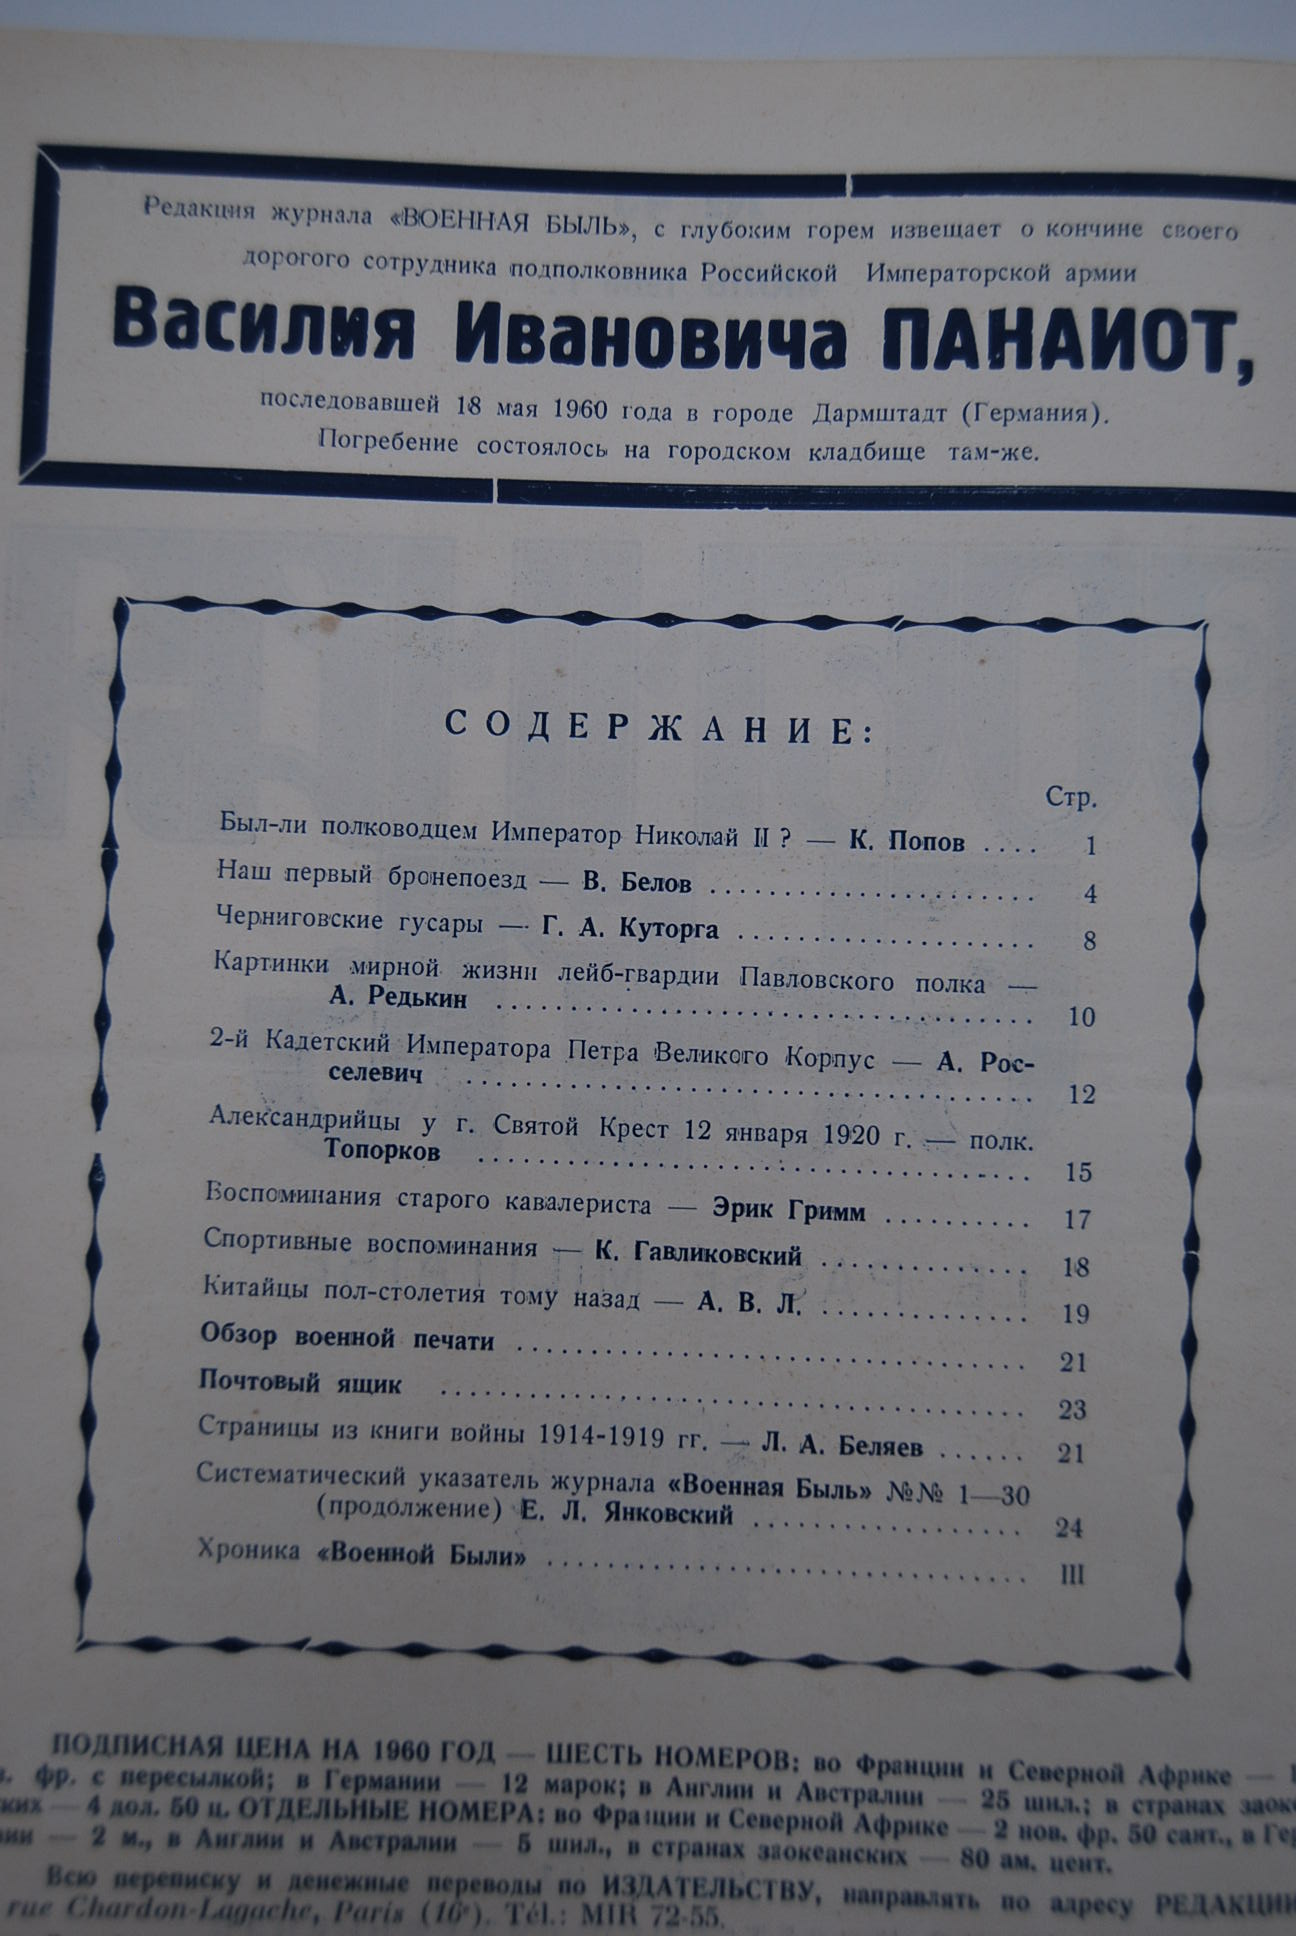 Редакция журнала «ВОЕННАЯ БЫЛЬ», с глубоким горем извещает о кончине своего
дорогого сотрудника подполковника Российской Императорской армии
Василия Ивановича ПАНАИОТ,
последовавшей 18 мая 1960 года в городе Дармштадт (Германия).
Погребение состоялось на городском кладбище там-же.
СОДЕРЖАНИЕ:
Стр.
Был-ли полководцем Император Николай II ? — К. Попов .... 1
Наш первый бронепоезд — В. Белов ........................ 4
Черниговские гусары — Г. А. Куторга ...................... 8
Картинки мирной жизни лейб-гвардии Павловского полка —
А. Редькин ........................................ 10
2-й Кадетский Императора Петра Великого Корпус — А. Рос-
селевич .......................................... 12
Александрийцы у г. Святой Крест 12 января 1920 г. — полк.
Топорков ......................................... 15
Воспоминания старого кавалериста — Эрик Гримм .......... 17
Спортивные воспоминания — К. Гавликовский .............. 18
Китайцы пол-столетия тому назад — А. В. Л. ............... 19
Обзор военной печати ..................................... 21
Почтовый ящик ........................................... 23
Страницы из книги войны 1914-1919 гг. — Л. А. Беляев ...... 21
Систематический указатель журнала «Военная Быль» №№ 1—30
(продолжение) Е. Л. Янковский .................... 24
Хроника «Военной Были» .................................. III
ПОДПИСНАЯ ЦЕНА НА 1960 ГОД — ШЕСТЬ НОМЕРОВ: во Франции и Северной Африке —
фр. с пересылкой; в Германии — 12 марок; в Англии и Австралии — 25 шил.; в странах
— 4 дол. 50 ц. ОТДЕЛЬНЫЕ НОМЕРА: во Франции и Северной Африке — 2 нов. фр. 50 сант., в
— 2 м., в Англии и Австралии — 5 шил., в странах заокеанских — 80 ам. цент.
Всю переписку и денежные переводы по ИЗДАТЕЛЬСТВУ, направлять по адресу РЕДАКЦИИ
rue Chardon-Lagache, Paris (16e). Tél.: MIR 72-55.